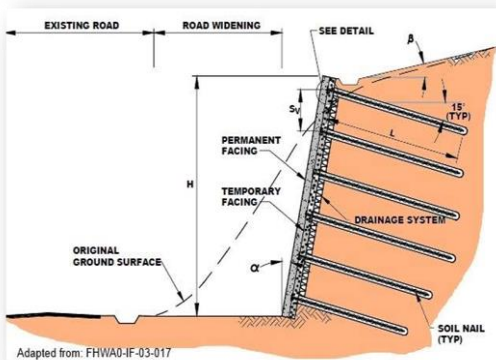 EXISTING ROAD
ROAD WIDENING
SEE DETAIL
β
15°
(TYP)
SV
L
PERMANENT
FACING
H
TEMPORARY
FACING
DRAINAGE SYSTEM
ORIGINAL
GROUND SURFACE
α
SOIL NAIL
(TYP)
Adapted from: FHWA0-IF-03-017